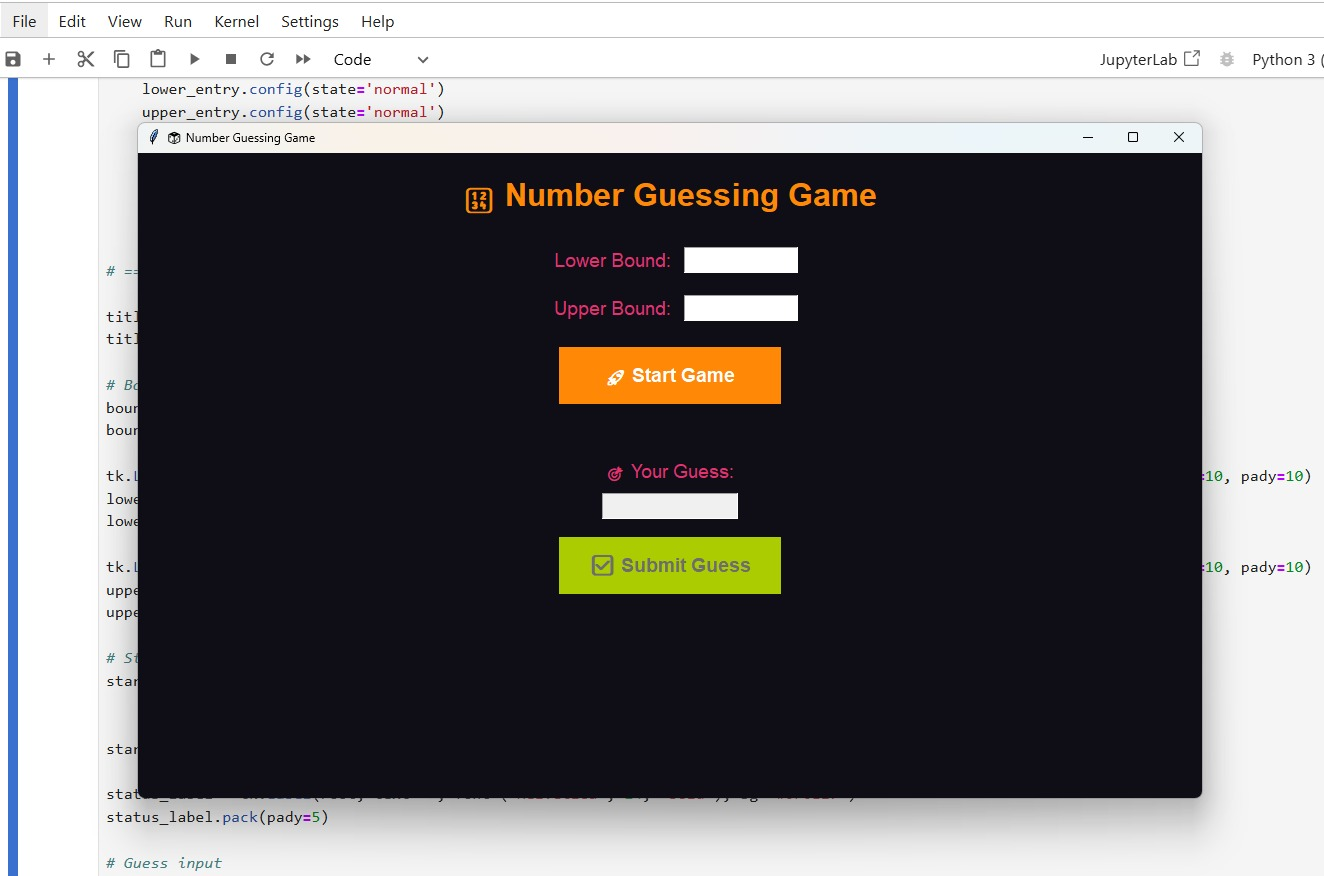 File Edit View Run Kernel Settings Help
Code JupyterLab Python 3 (
lower_entry.config(state='normal')
upper_entry.config(state='normal')
Number Guessing Game
1234 Number Guessing Game
# ==
Lower Bound:
Upper Bound:
titl
titl
Start Game
# Bo
boun
boun
Your Guess:
tk.L =10, pady=10)
lowe
lowe
Submit Guess
tk.L =10, pady=10)
uppe
uppe
# St
star
star
stat
status_label.pack(pady=5)
# Guess input